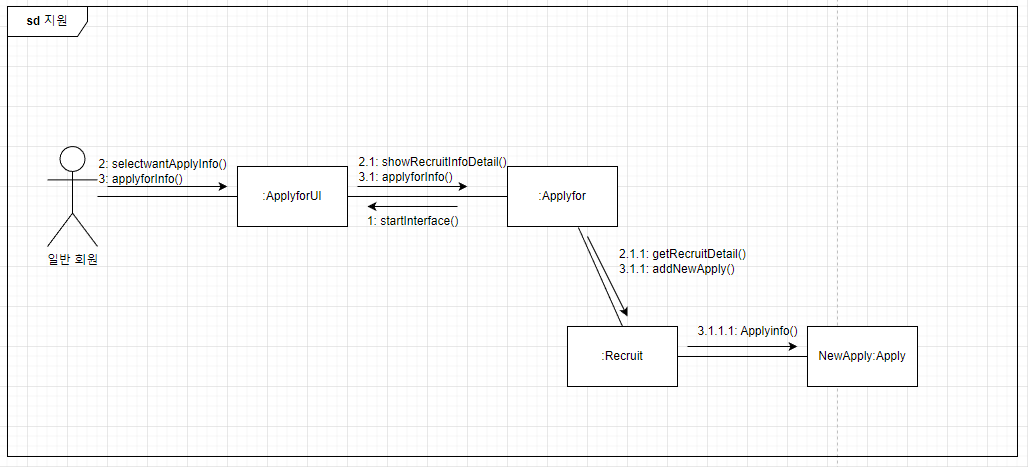 sd 지원
2: selectwantApplyInfo()
3: applyforInfo()
:ApplyforUI
2.1: showRecruitInfoDetail()
3.1: applyforInfo()
1: startInterface()
:Applyfor
일반 회원
2.1.1: getRecruitDetail()
3.1.1: addNewApply()
:Recruit
3.1.1.1: Applyinfo()
NewApply:Apply